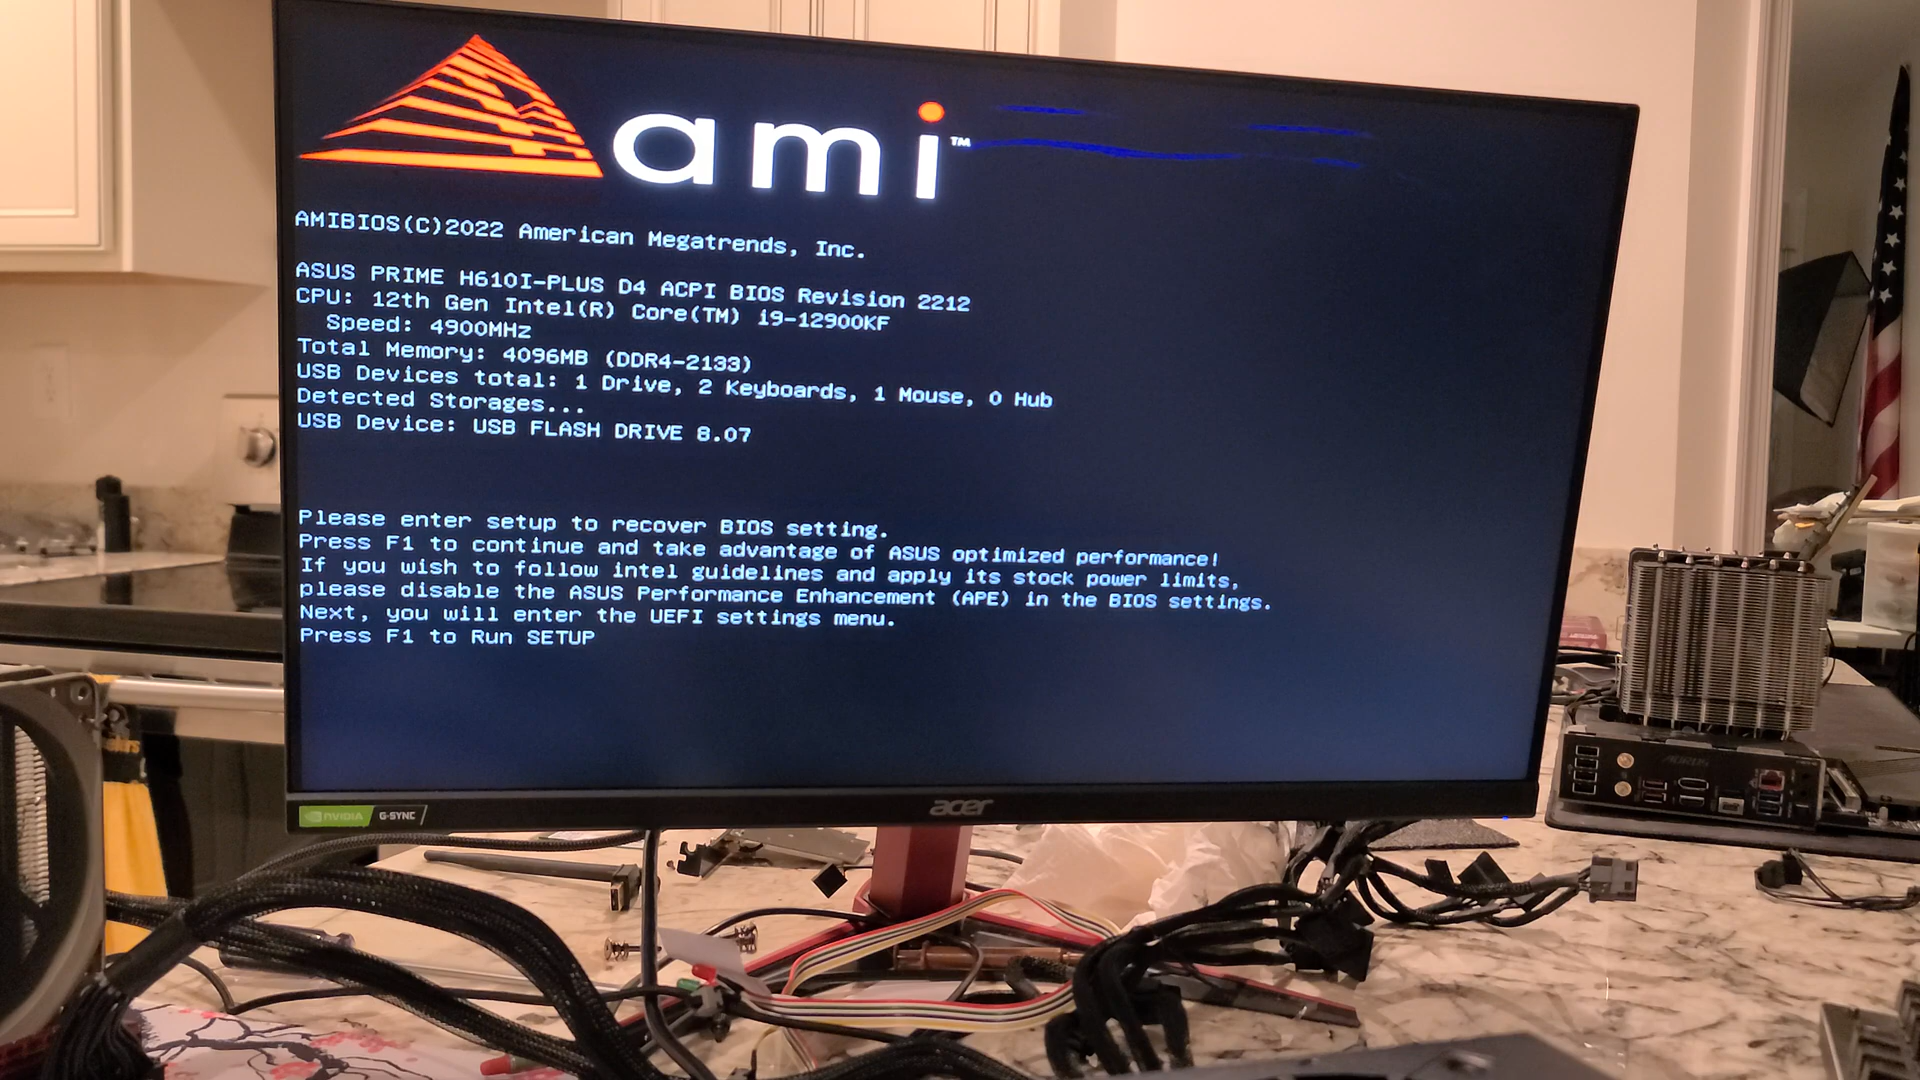 ami™
AMIBIOS(C)2022 American Megatrends, Inc.
ASUS PRIME H610I-PLUS D4 ACPI BIOS Revision 2212
CPU: 12th Gen Intel(R) Core(TM) i9-12900KF
Speed: 4900MHz
Total Memory: 4096MB (DDR4-2133)
USB Devices total: 1 Drive, 2 Keyboards, 1 Mouse, 0 Hub
Detected Storages...
USB Device: USB FLASH DRIVE 8.07
Please enter setup to recover BIOS setting.
Press F1 to continue and take advantage of ASUS optimized performance!
If you wish to follow intel guidelines and apply its stock power limits,
please disable the ASUS Performance Enhancement (APE) in the BIOS settings.
Next, you will enter the UEFI settings menu.
Press F1 to Run SETUP
NVIDIA G-SYNC
acer
AORUS